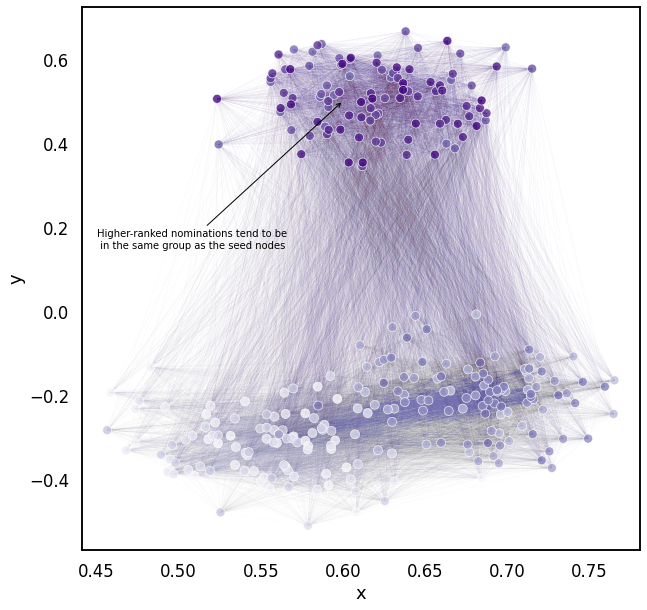 0.6
0.4
0.2
0.0
−0.2
−0.4
y
Higher-ranked nominations tend to be
in the same group as the seed nodes
0.45 0.50 0.55 0.60 0.65 0.70 0.75
x